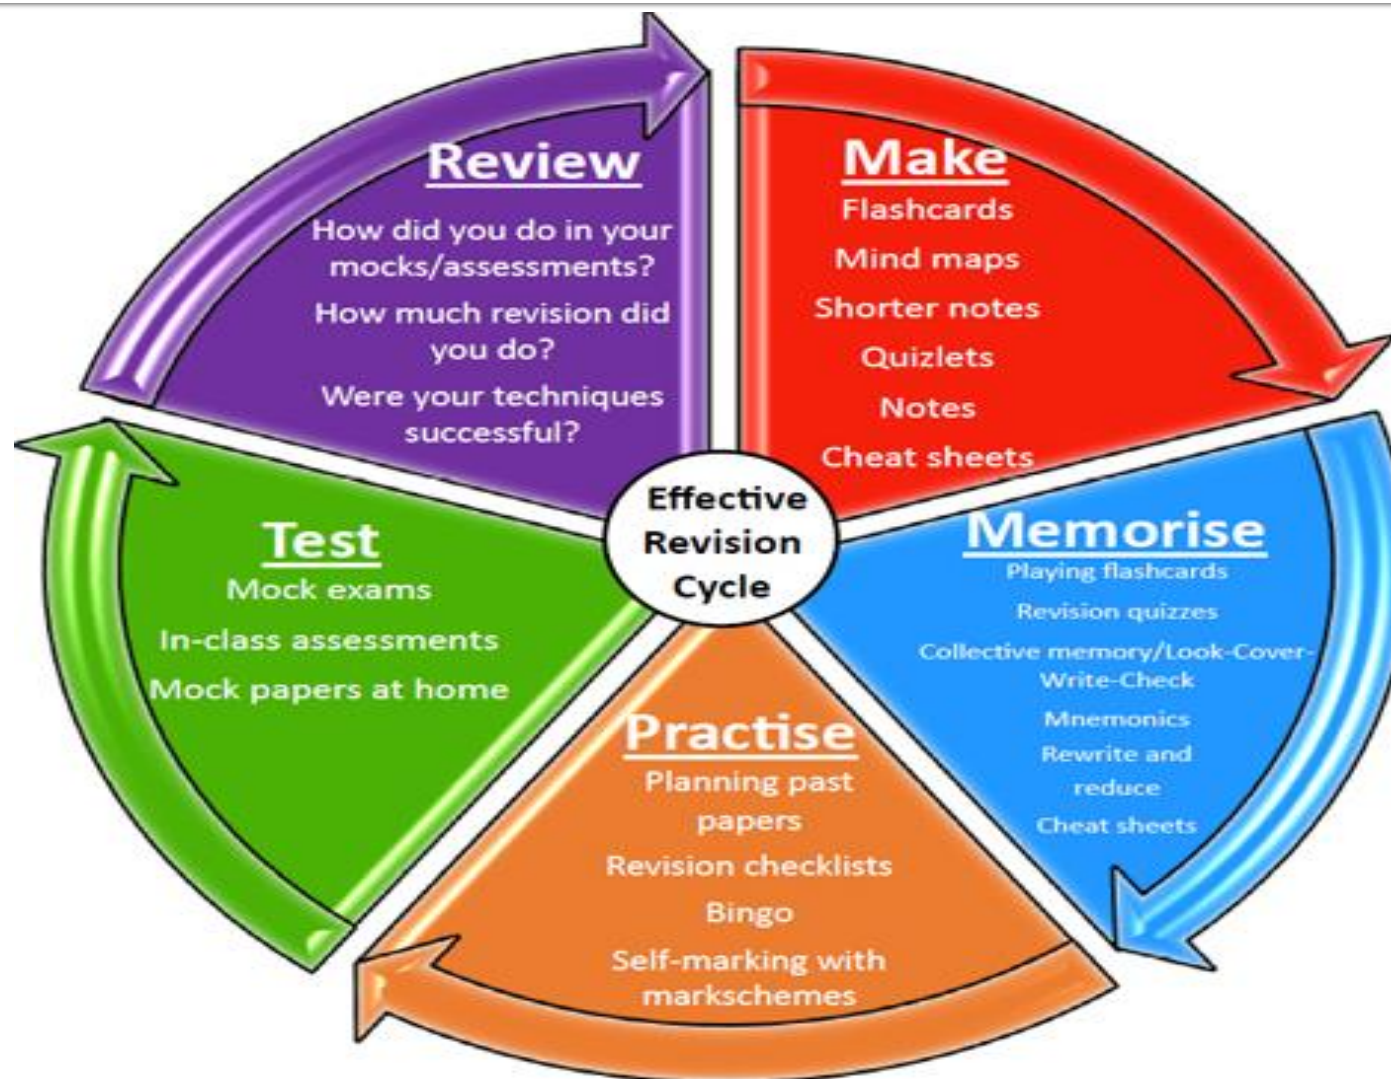 Review
How did you do in your
mocks/assessments?
How much revision did
you do?
Were your techniques
successful?
Make
Flashcards
Mind maps
Shorter notes
Quizlets
Notes
Cheat sheets
Effective
Revision
Cycle
Memorise
Playing flashcards
Revision quizzes
Collective memory/Look-Cover-
Write-Check
Mnemonics
Rewrite and
reduce
Cheat sheets
Practise
Planning past
papers
Revision checklists
Bingo
Self-marking with
markschemes
Test
Mock exams
In-class assessments
Mock papers at home